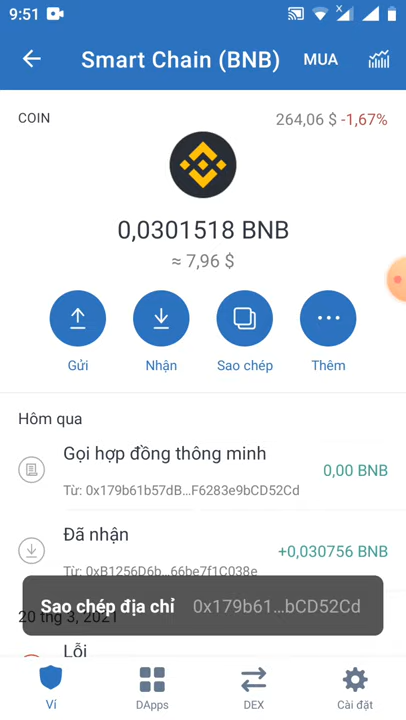 9:51
Smart Chain (BNB) MUA
COIN 264,06 $ -1,67%
0,0301518 BNB
≈ 7,96 $
Gửi Nhận Sao chép Thêm
Hôm qua
Gọi hợp đồng thông minh
0,00 BNB
Từ: 0x179b61b57dB...F6283e9bCD52Cd
Đã nhận
+0,030756 BNB
Từ: 0xB1256D6b...66be7f1C038e
Sao chép địa chỉ 0x179b61...bCD52Cd
20 thg 3, 2021
Lỗi
Ví DApps DEX Cài đặt